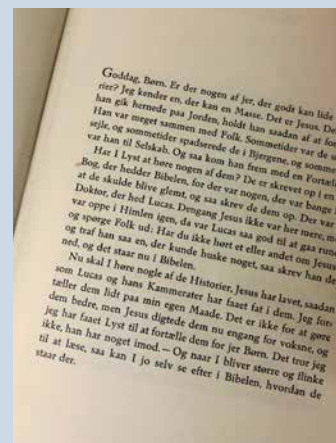 Goddag, Børn. Er der nogen af jer, der godt kan lide
rier? Jeg kender en, der kan en Masse. Det er Jesus. De
han gik hernede paa Jorden, holdt han saadan af at for
Han var meget sammen med Folk. Sommetider var de
sejle, og sommetider spadserede de i Bjergene, og somme
var han til Selskab. Og saa kom han frem med en Fortæl
Har I Lyst at høre nogen af dem? De er skrevet op i en
Bog, der hedder Bibelen, for der var nogen, der var bange
at de skulde blive glemt, og saa skrev de dem op. Der var
Doktor, der hed Lucas. Dengang Jesus ikke var her mere, m
var oppe i Himlen igen, da var Lucas saa god til at gaa rund
og spørge Folk ud: Har du ikke hørt et eller andet om Jesus
og traf han saa en, der kunde huske noget, saa skrev han de
ned, og det staar nu i Bibelen.
Nu skal I høre nogle af de Historier, Jesus har lavet, saadan
som Lucas og hans Kammerater har faaet fat i dem. Jeg for
tæller dem lidt paa min egen Maade. Det er ikke for at gøre
dem bedre, men Jesus digtede dem nu engang for voksne, og
jeg har faaet Lyst til at fortælle dem for jer Børn. Det tror jeg
ikke, han har noget imod. — Og naar I bliver større og flinke
til at læse, saa kan I jo selv se efter i Bibelen, hvordan de
staar der.